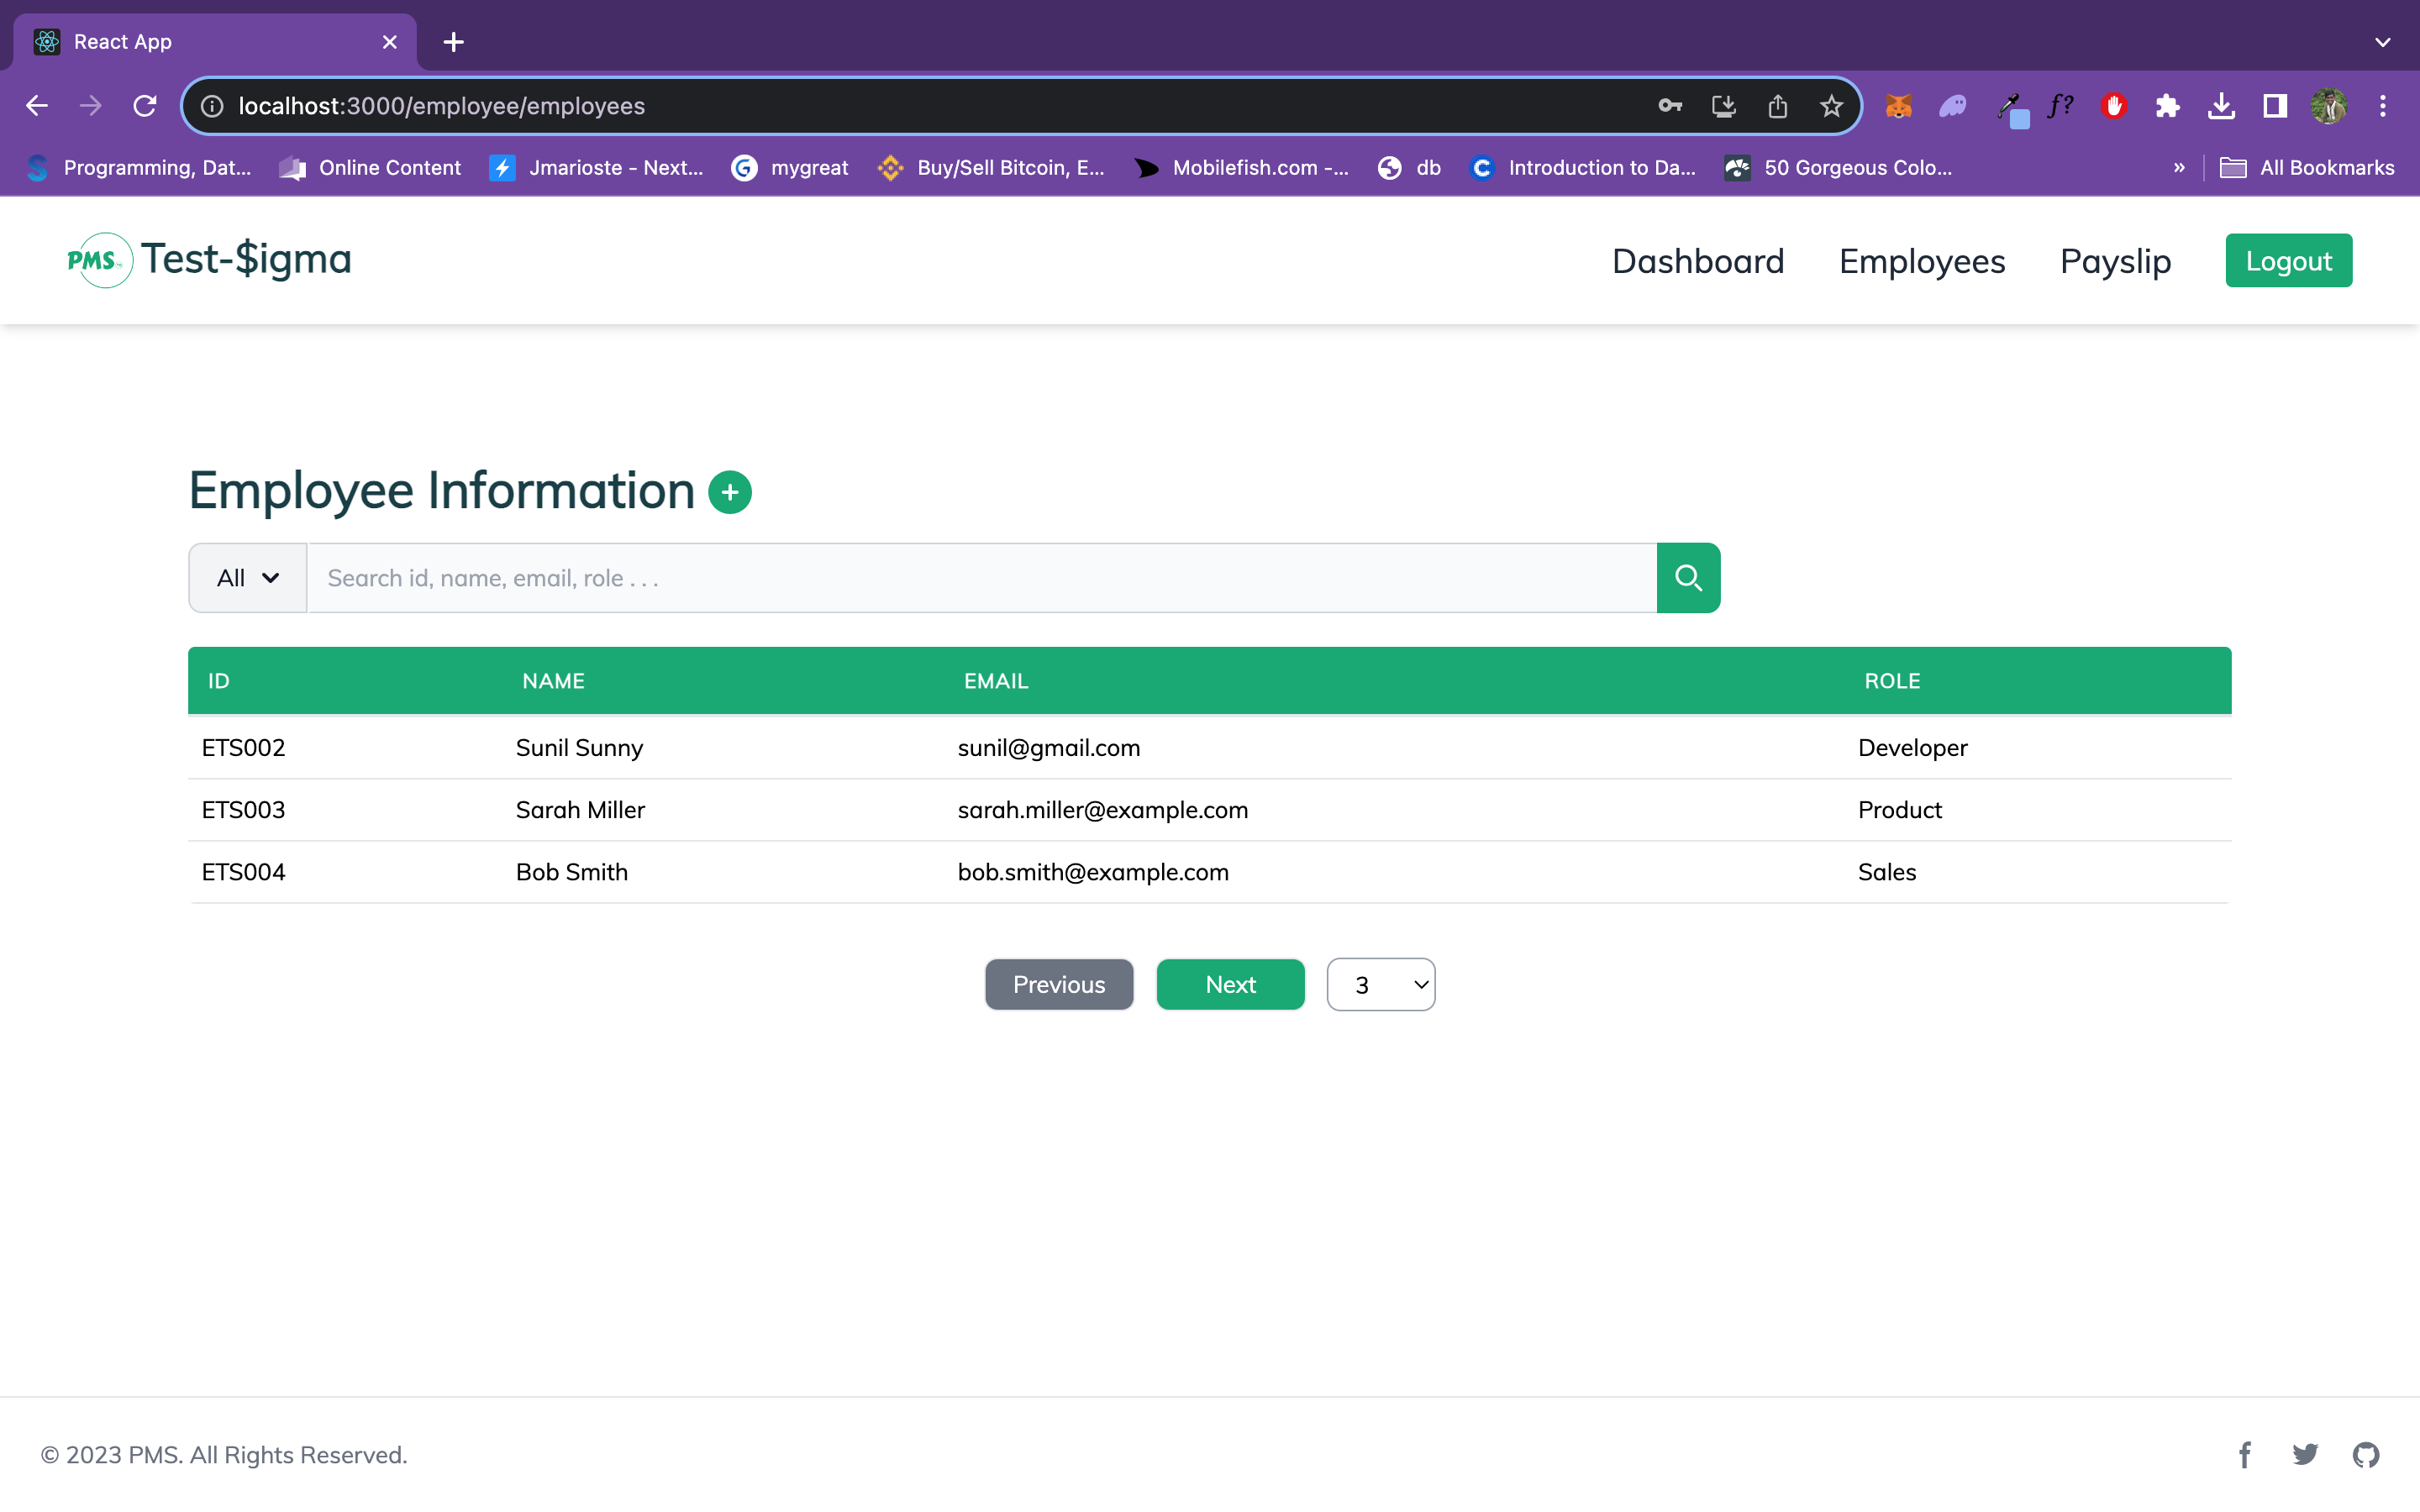 React App
localhost:3000/employee/employees
f?
Programming, Dat... Online Content Jmarioste - Next... mygreat Buy/Sell Bitcoin, E... Mobilefish.com -... db Introduction to Da... 50 Gorgeous Colo... » All Bookmarks
PMS Test-$igma Dashboard Employees Payslip Logout
Employee Information +
All Search id, name, email, role . . .
ID NAME EMAIL ROLE
ETS002 Sunil Sunny sunil@gmail.com Developer
ETS003 Sarah Miller sarah.miller@example.com Product
ETS004 Bob Smith bob.smith@example.com Sales
Previous Next 3
© 2023 PMS. All Rights Reserved.